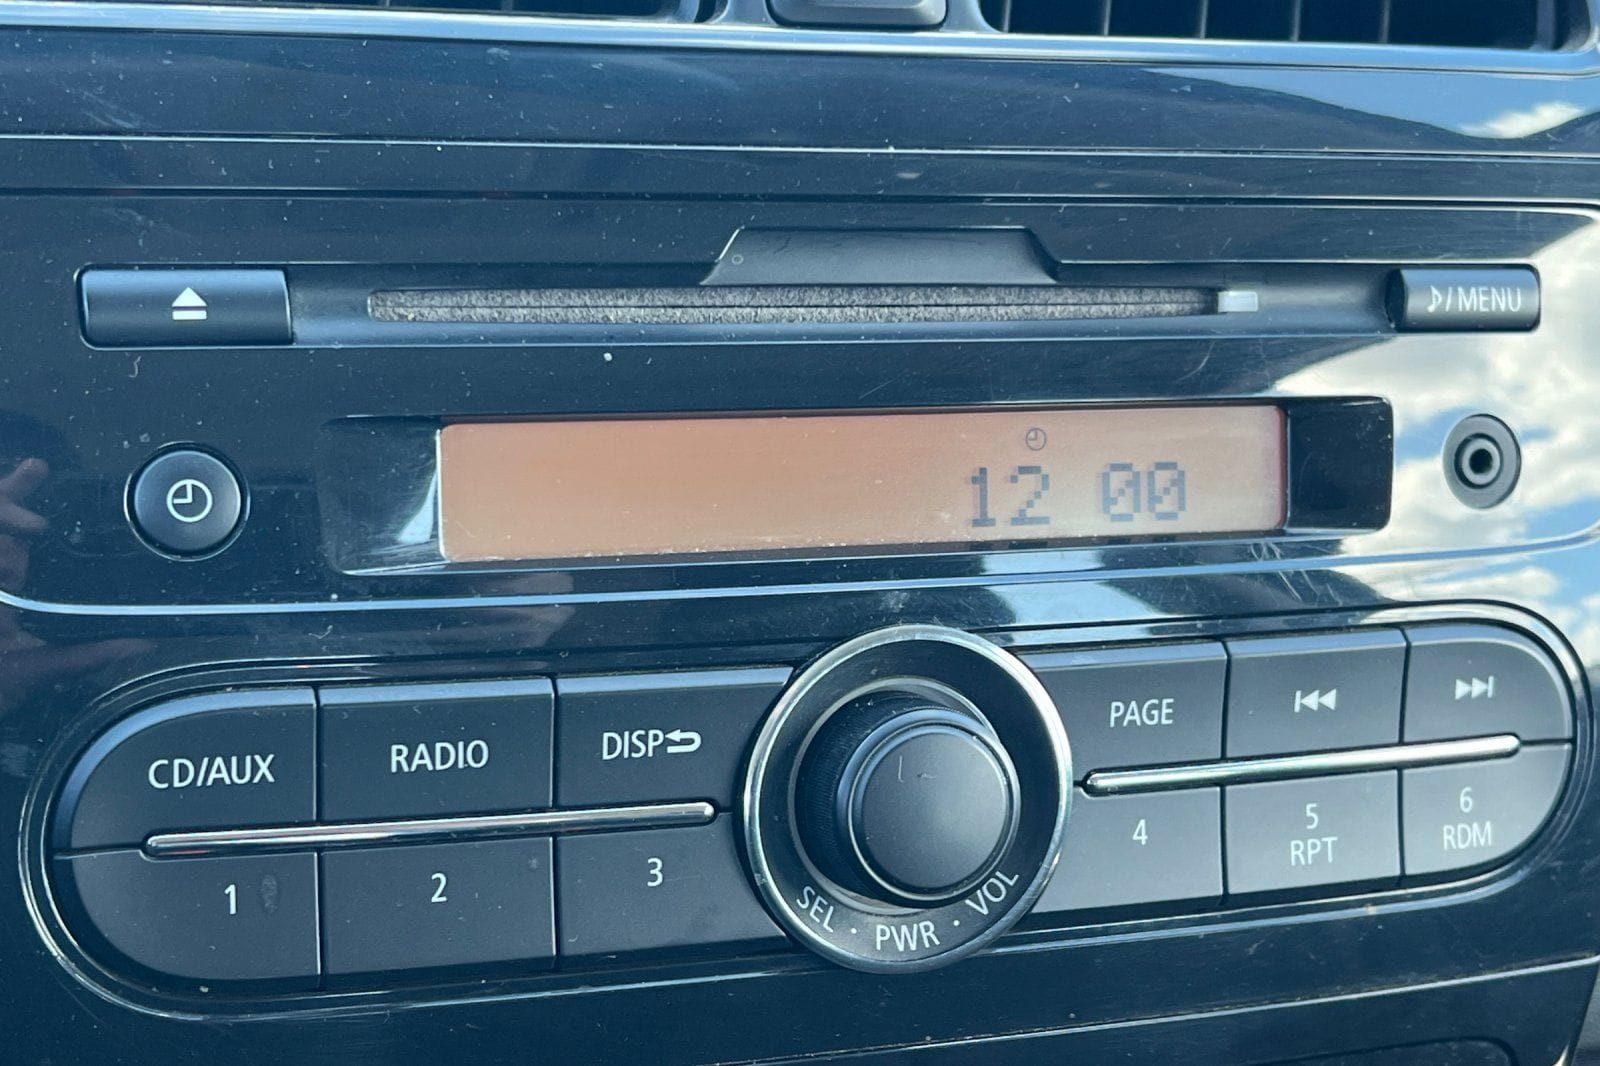 ♪/MENU
12 00
CD/AUX
RADIO
DISP
PAGE
1
2
3
4
5
RPT
6
RDM
SEL · PWR · VOL